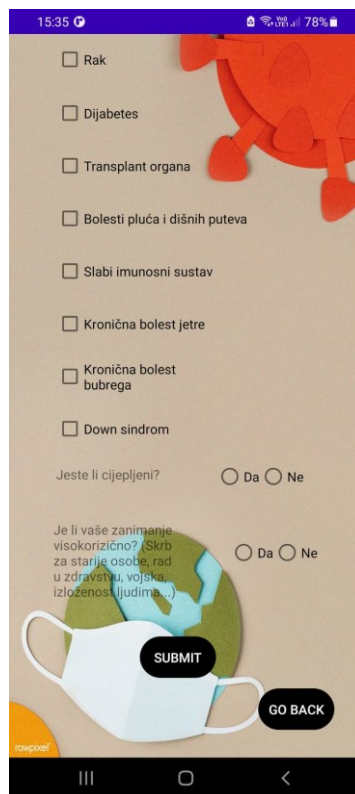 15:35
VoD LTE1 78%
Rak
Dijabetes
Transplant organa
Bolesti pluća i dišnih puteva
Slabi imunosni sustav
Kronična bolest jetre
Kronična bolest
bubrega
Down sindrom
Jeste li cijepljeni? Da Ne
Je li vaše zanimanje
visokorizično? (Skrb
za starije osobe, rad
u zdravstvu, vojska,
izloženost ljudima...)
Da Ne
SUBMIT
GO BACK
rawpixel